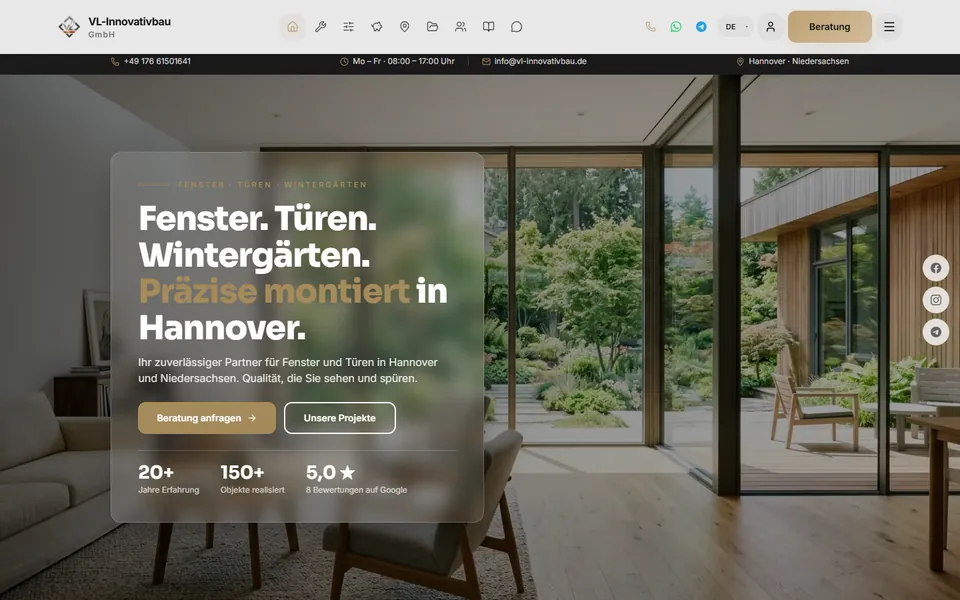 VL-Innovativbau
GmbH
DE
Beratung
+49 176 61501641
Mo – Fr · 08:00 – 17:00 Uhr
info@vl-innovativbau.de
Hannover · Niedersachsen
FENSTER · TÜREN · WINTERGÄRTEN
Fenster. Türen.
Wintergärten.
Präzise montiert in
Hannover.
Ihr zuverlässiger Partner für Fenster und Türen in Hannover
und Niedersachsen. Qualität, die Sie sehen und spüren.
Beratung anfragen →
Unsere Projekte
20+
Jahre Erfahrung
150+
Objekte realisiert
5,0 ★
8 Bewertungen auf Google